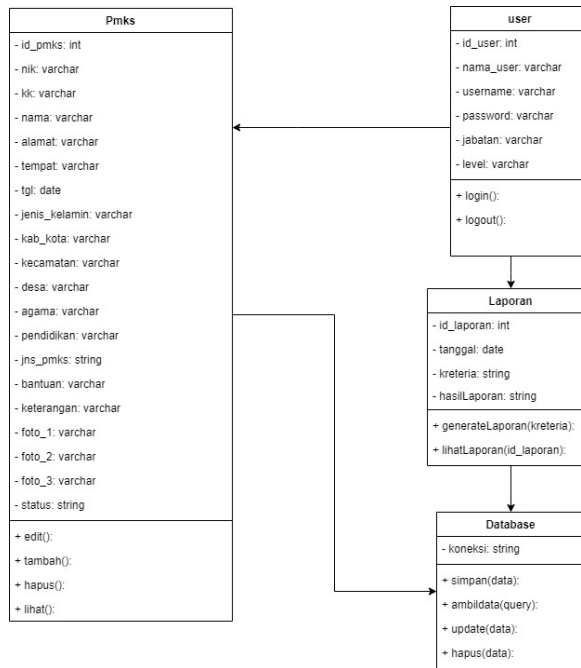 Pmks
- id_pmks: int
- nik: varchar
- kk: varchar
- nama: varchar
- alamat: varchar
- tempat: varchar
- tgl: date
- jenis_kelamin: varchar
- kab_kota: varchar
- kecamatan: varchar
- desa: varchar
- agama: varchar
- pendidikan: varchar
- jns_pmks: string
- bantuan: varchar
- keterangan: varchar
- foto_1: varchar
- foto_2: varchar
- foto_3: varchar
- status: string
+ edit():
+ tambah():
+ hapus():
+ lihat():
user
- id_user: int
- nama_user: varchar
- username: varchar
- password: varchar
- jabatan: varchar
- level: varchar
+ login():
+ logout():
Laporan
- id_laporan: int
- tanggal: date
- kreteria: string
- hasilLaporan: string
+ generateLaporan(kreteria):
+ lihatLaporan(id_laporan):
Database
- koneksi: string
+ simpan(data):
+ ambildata(query):
+ update(data):
+ hapus(data):